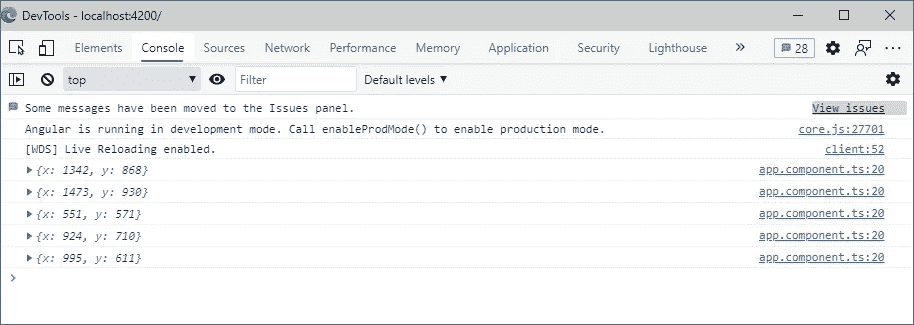 DevTools - localhost:4200/
Elements Console Sources Network Performance Memory Application Security Lighthouse » 28
top Filter Default levels
Some messages have been moved to the Issues panel. View issues
Angular is running in development mode. Call enableProdMode() to enable production mode. core.js:27701
[WDS] Live Reloading enabled. client:52
{x: 1342, y: 868} app.component.ts:20
{x: 1473, y: 930} app.component.ts:20
{x: 551, y: 571} app.component.ts:20
{x: 924, y: 710} app.component.ts:20
{x: 995, y: 611} app.component.ts:20